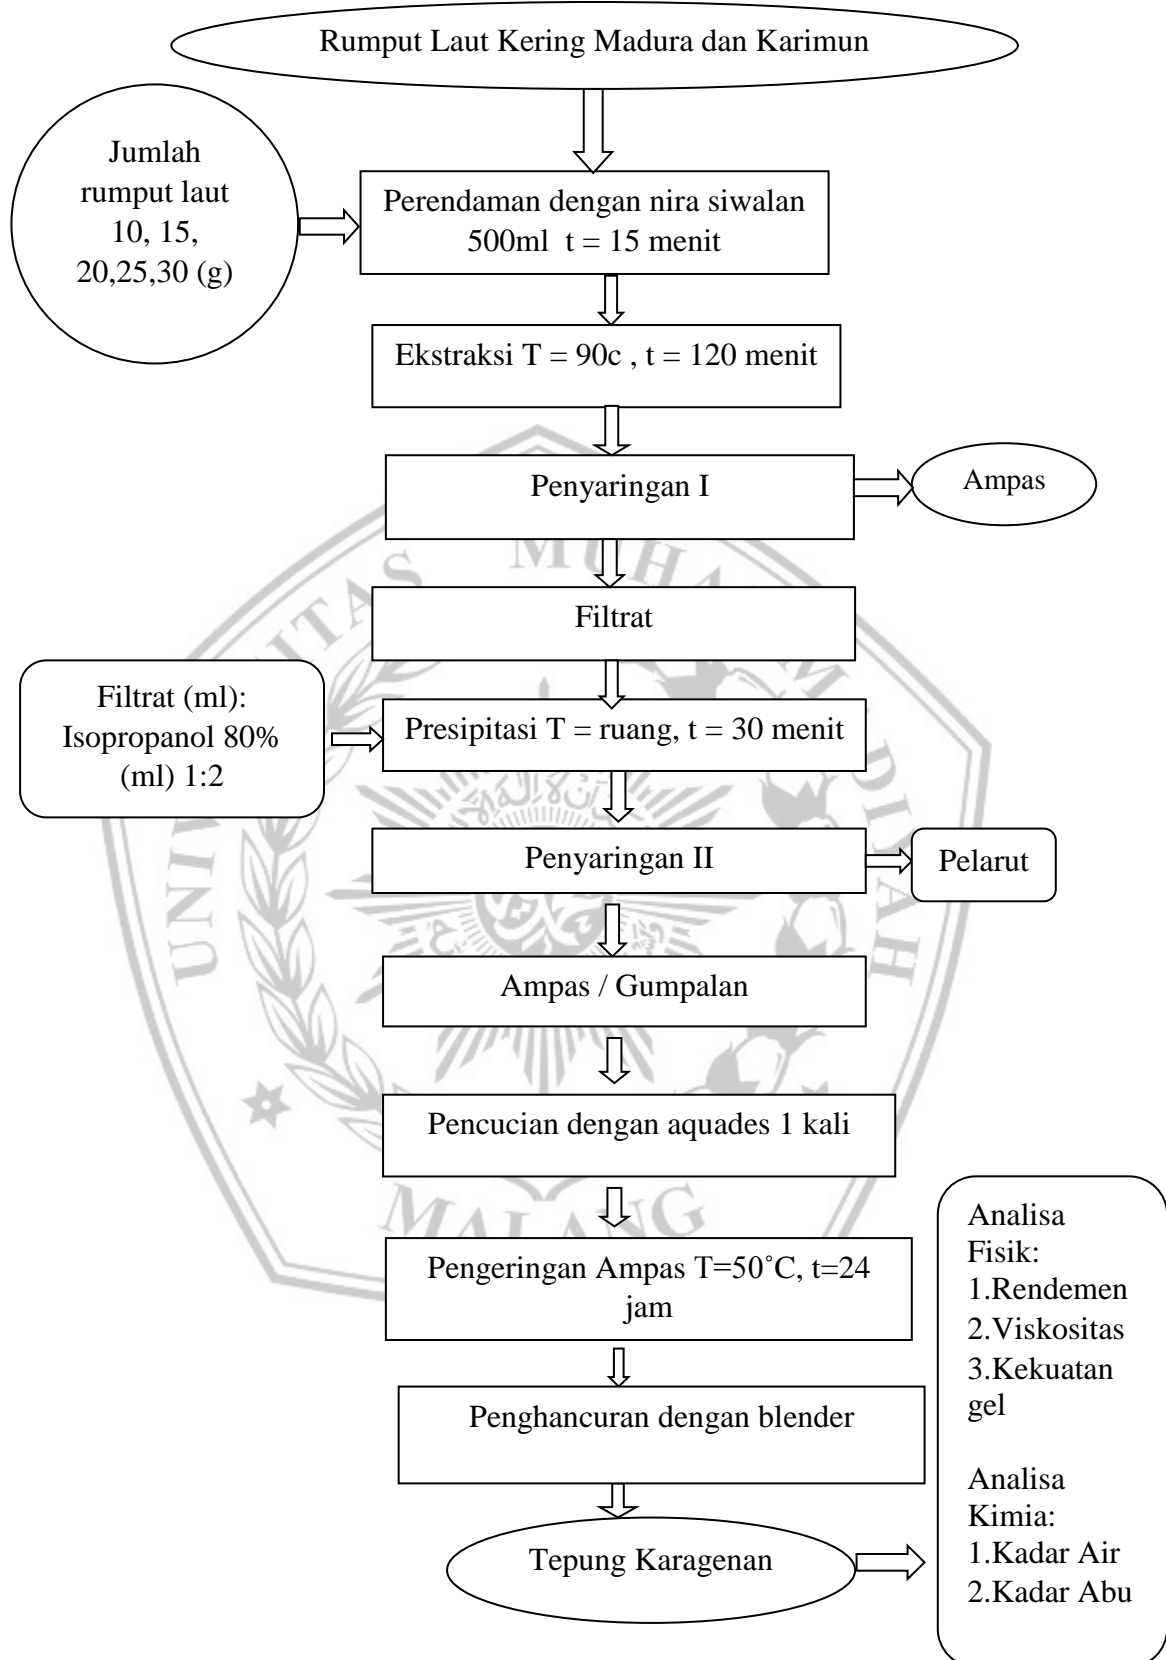 Rumput Laut Kering Madura dan Karimun
Jumlah
rumput laut
10, 15,
20,25,30 (g)
Perendaman dengan nira siwalan
500ml t = 15 menit
Ekstraksi T = 90c , t = 120 menit
Penyaringan I
Ampas
Filtrat
Filtrat (ml):
Isopropanol 80%
(ml) 1:2
Presipitasi T = ruang, t = 30 menit
Penyaringan II
Pelarut
Ampas / Gumpalan
Pencucian dengan aquades 1 kali
Pengeringan Ampas T=50˚C, t=24
jam
Penghancuran dengan blender
Tepung Karagenan
Analisa
Fisik:
1.Rendemen
2.Viskositas
3.Kekuatan
gel
Analisa
Kimia:
1.Kadar Air
2.Kadar Abu
MALANG